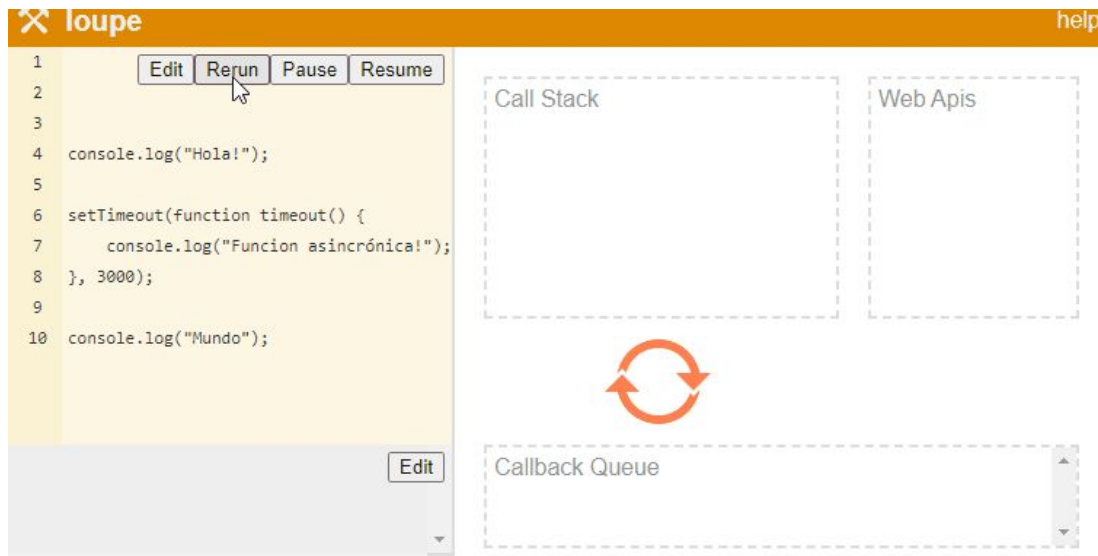 loupe
help
Edit Rerun Pause Resume
1
2
3
4 console.log("Hola!");
5
6 setTimeout(function timeout() {
7 console.log("Funcion asincrónica!");
8 }, 3000);
9
10 console.log("Mundo");
Edit
Call Stack
Web Apis
Callback Queue